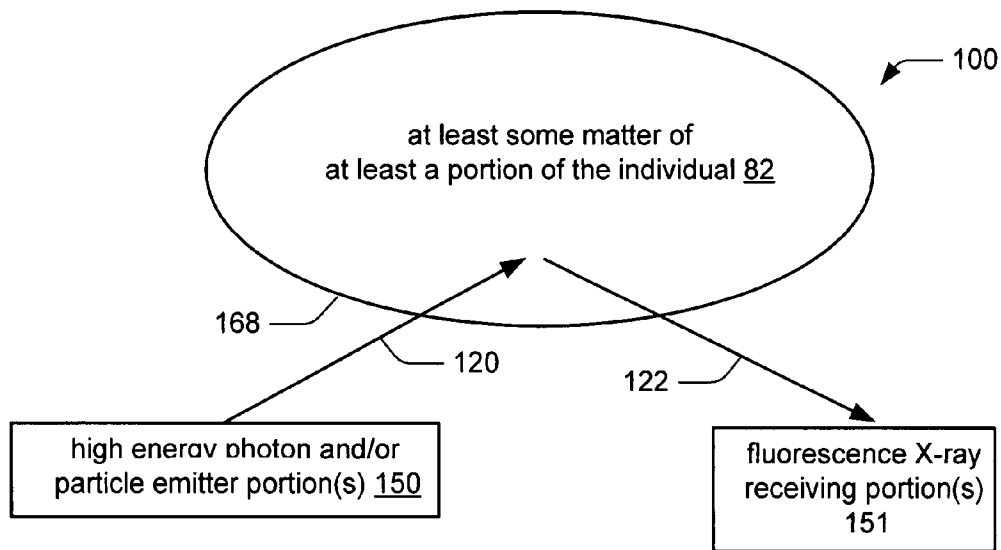 100
at least some matter of
at least a portion of the individual 82
168
120
122
high energy photon and/or
particle emitter portion(s) 150
fluorescence X-ray
receiving portion(s)
151